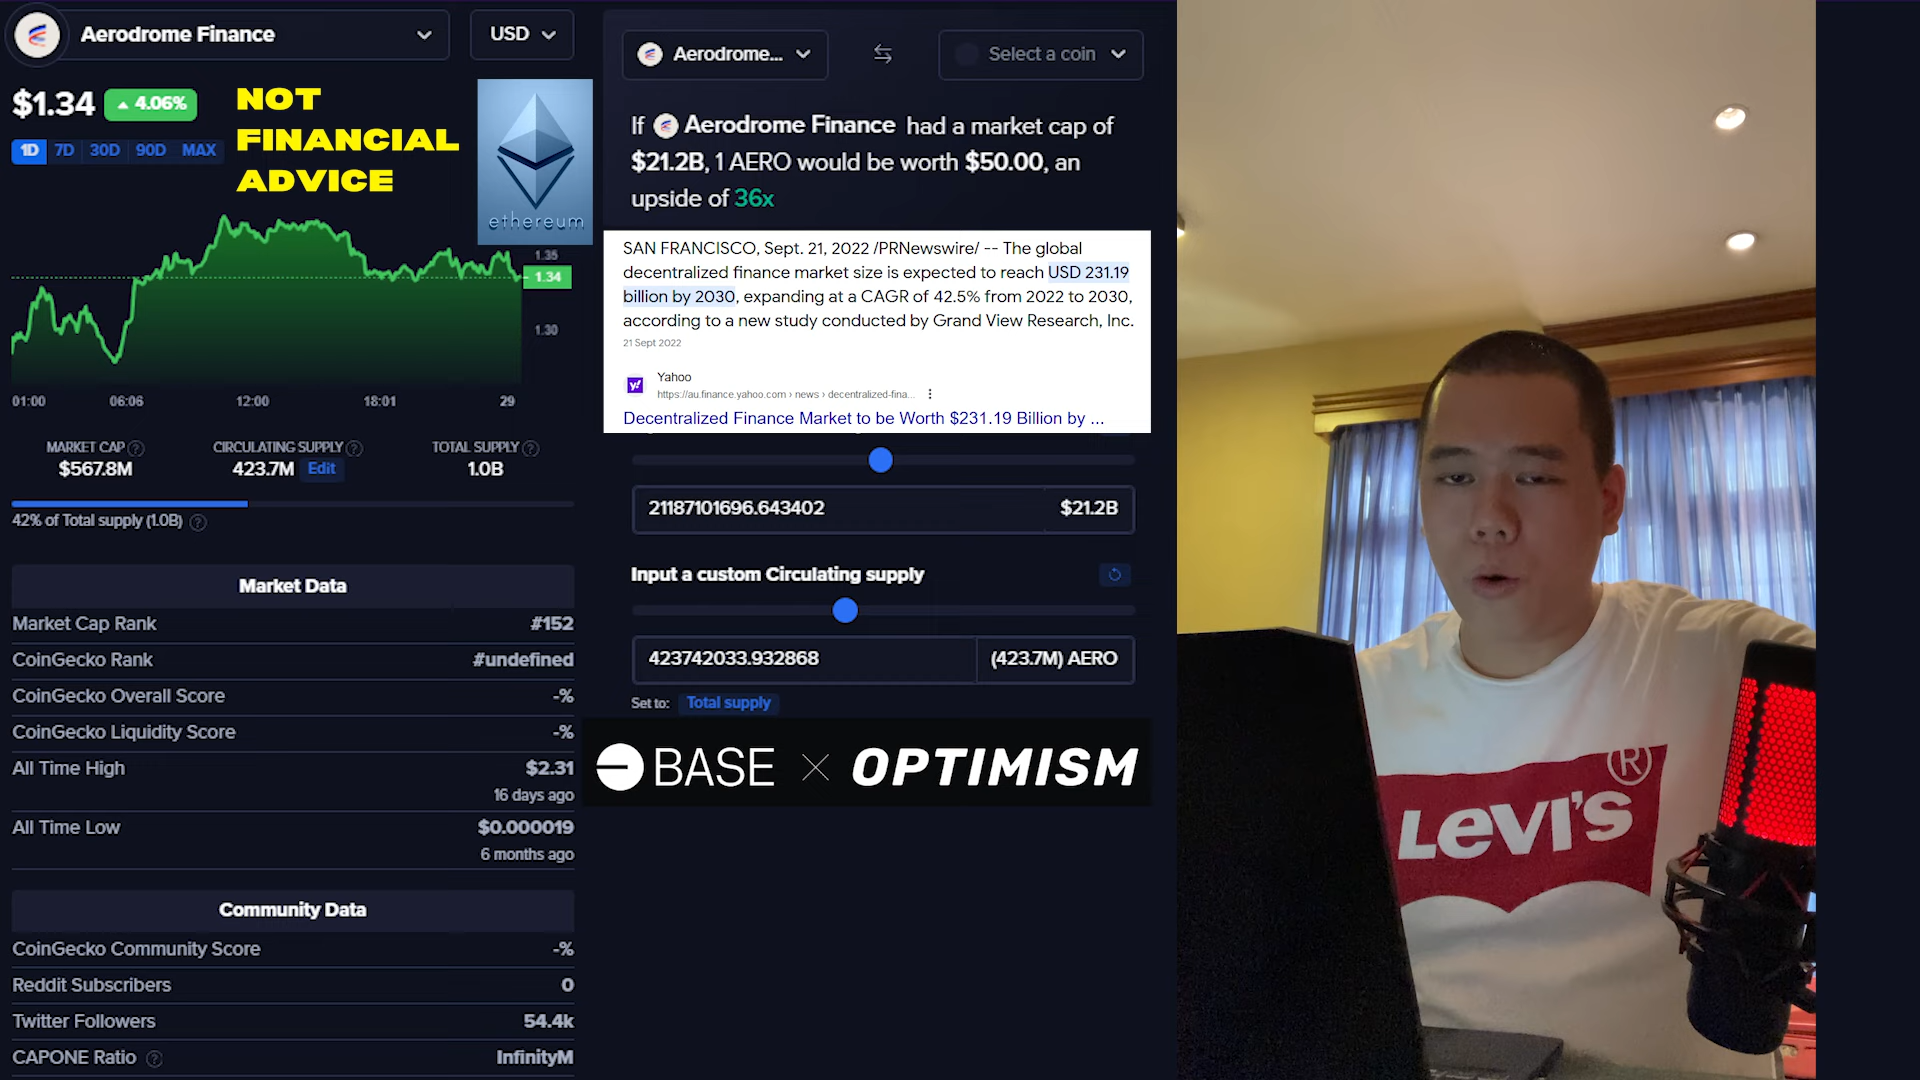 Aerodrome Finance
USD
$1.34
4.06%
1D 7D 30D 90D MAX
NOT
FINANCIAL
ADVICE
ethereum
1.35
1.34
1.30
01:00 06:06 12:00 18:01 29
MARKET CAP ?
$567.8M
CIRCULATING SUPPLY ?
423.7M Edit
TOTAL SUPPLY ?
1.0B
42% of Total supply (1.0B) ?
Market Data
Market Cap Rank #152
CoinGecko Rank #undefined
CoinGecko Overall Score -%
CoinGecko Liquidity Score -%
All Time High $2.31
16 days ago
All Time Low $0.000019
6 months ago
Community Data
CoinGecko Community Score -%
Reddit Subscribers 0
Twitter Followers 54.4k
CAPONE Ratio ? InfinityM
Aerodrome...
Select a coin
If Aerodrome Finance had a market cap of
$21.2B, 1 AERO would be worth $50.00, an
upside of 36x
SAN FRANCISCO, Sept. 21, 2022 /PRNewswire/ -- The global
decentralized finance market size is expected to reach USD 231.19
billion by 2030, expanding at a CAGR of 42.5% from 2022 to 2030,
according to a new study conducted by Grand View Research, Inc.
21 Sept 2022
y!
Yahoo
https://au.finance.yahoo.com › news › decentralized-fina...
Decentralized Finance Market to be Worth $231.19 Billion by ...
21187101696.643402 $21.2B
Input a custom Circulating supply
423742033.932868 (423.7M) AERO
Set to: Total supply
BASE × OPTIMISM
LEVI'S ®